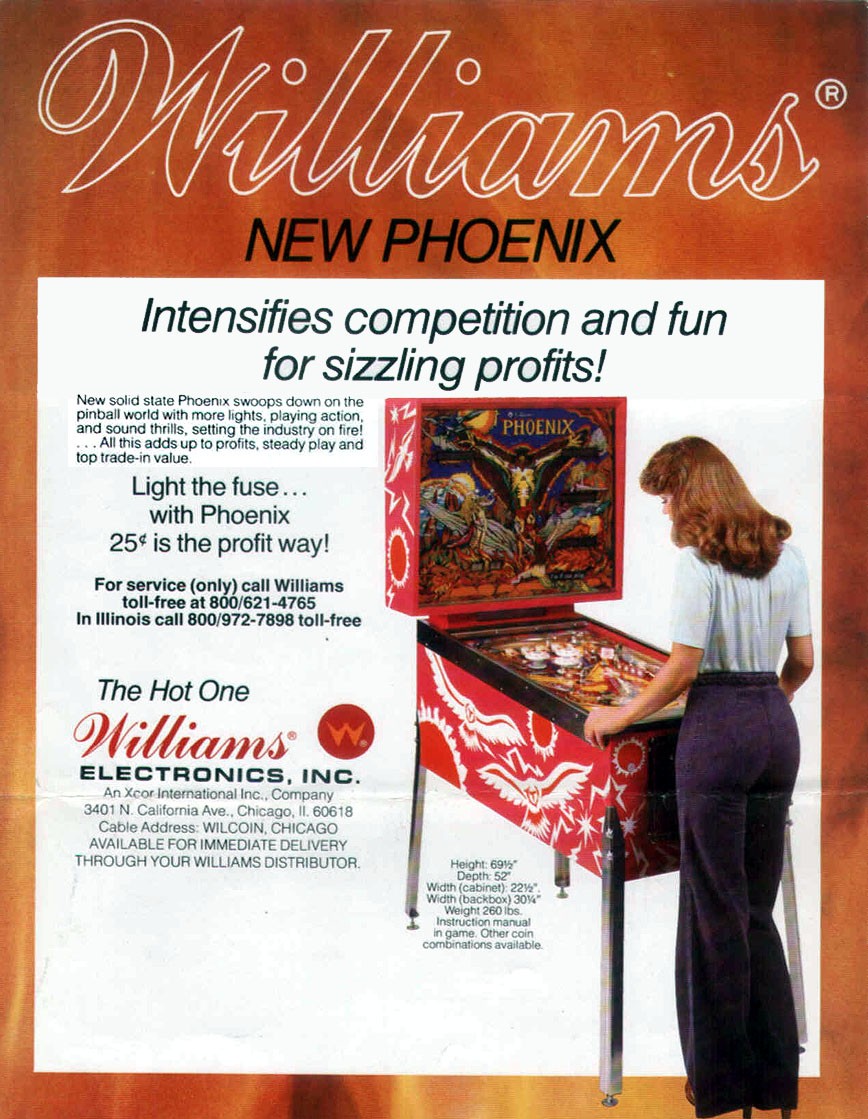 Williams®
NEW PHOENIX
Intensifies competition and fun
for sizzling profits!
New solid state Phoenix swoops down on the
pinball world with more lights, playing action,
and sound thrills, setting the industry on fire!
. . . All this adds up to profits, steady play and
top trade-in value.
Light the fuse...
with Phoenix
25¢ is the profit way!
For service (only) call Williams
toll-free at 800/621-4765
In Illinois call 800/972-7898 toll-free
The Hot One
Williams®
W®
ELECTRONICS, INC.
An Xcor International Inc., Company
3401 N. California Ave., Chicago, Il. 60618
Cable Address: WILCOIN, CHICAGO
AVAILABLE FOR IMMEDIATE DELIVERY
THROUGH YOUR WILLIAMS DISTRIBUTOR.
PHOENIX
Height: 69½"
Depth: 52"
Width (cabinet): 22½".
Width (backbox) 30¼"
Weight 260 lbs.
Instruction manual
in game. Other coin
combinations available.